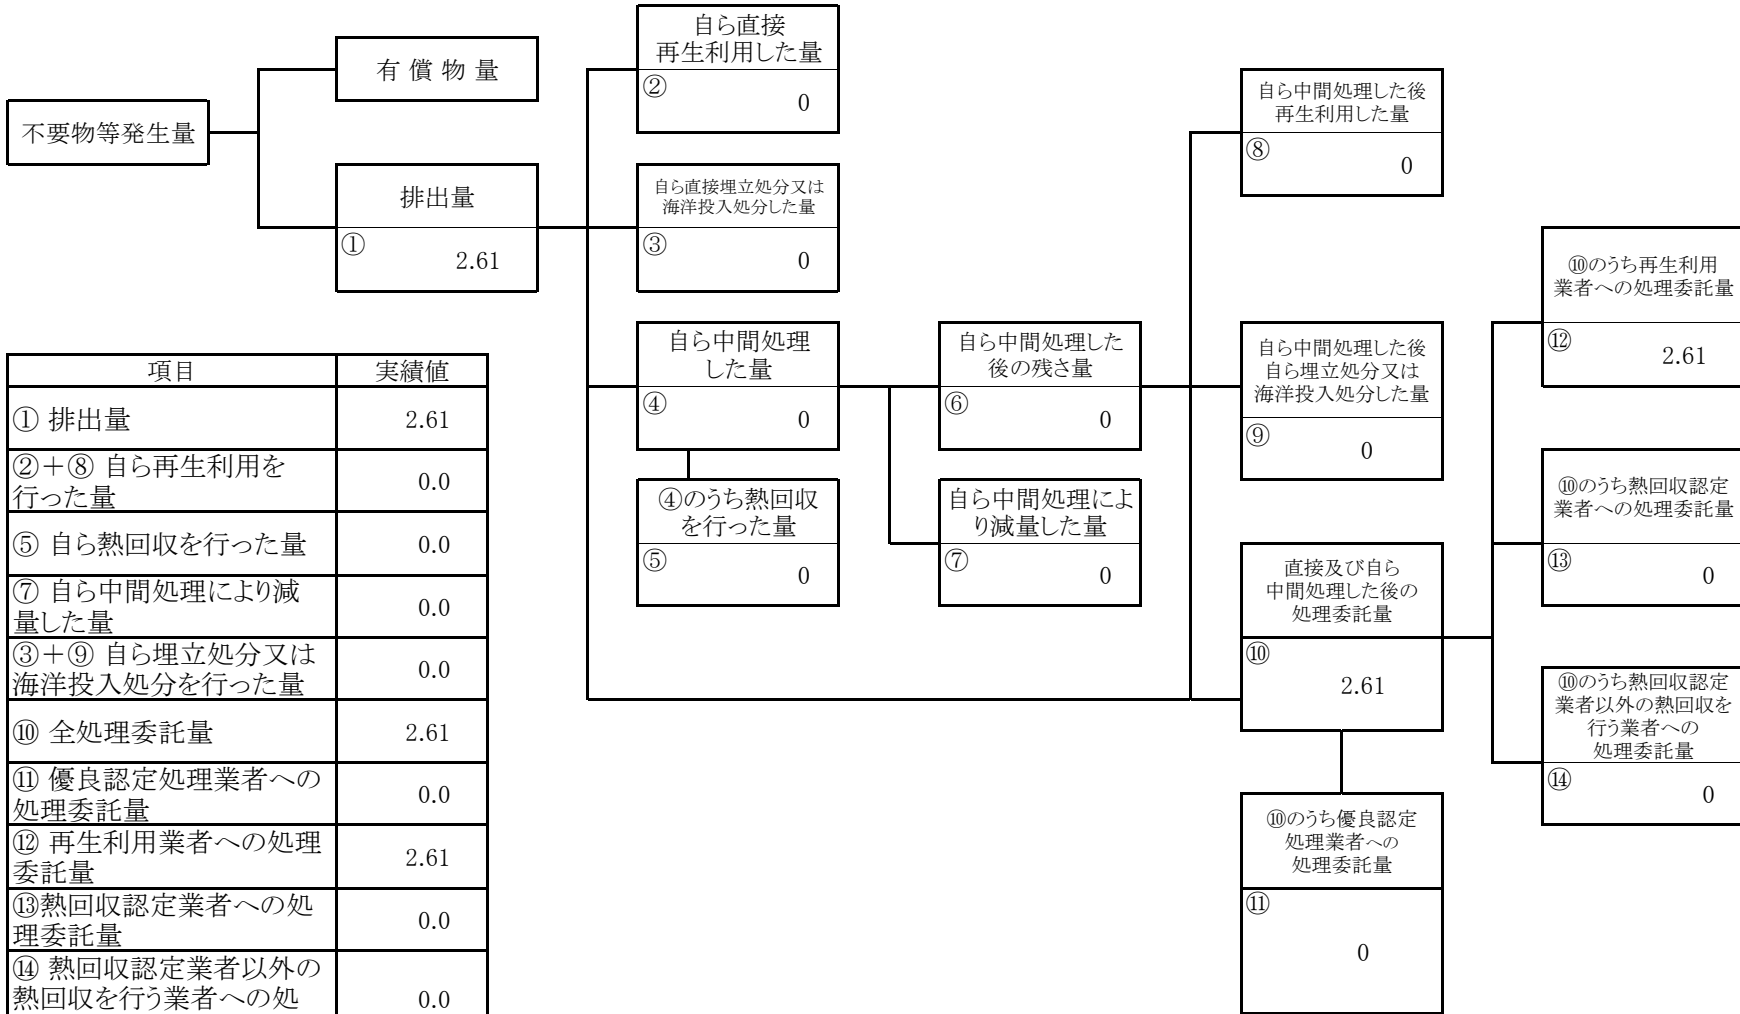 不要物等発生量
有 償 物 量
排出量
①
2.61
自ら直接
再生利用した量
②
0
自ら直接埋立処分又は
海洋投入処分した量
③
0
自ら中間処理
した量
④
0
④のうち熱回収
を行った量
⑤
0
自ら中間処理した
後の残さ量
⑥
0
自ら中間処理によ
り減量した量
⑦
0
自ら中間処理した後
再生利用した量
⑧
0
自ら中間処理した後
自ら埋立処分又は
海洋投入処分した量
⑨
0
直接及び自ら
中間処理した後の
処理委託量
⑩
2.61
⑩のうち優良認定
処理業者への
処理委託量
⑪
0
⑩のうち再生利用
業者への処理委託量
⑫
2.61
⑩のうち熱回収認定
業者への処理委託量
⑬
0
⑩のうち熱回収認定
業者以外の熱回収を
行う業者への
処理委託量
⑭
0
項目 実績値
① 排出量 2.61
②＋⑧ 自ら再生利用を
行った量 0.0
⑤ 自ら熱回収を行った量 0.0
⑦ 自ら中間処理により減
量した量 0.0
③＋⑨ 自ら埋立処分又は
海洋投入処分を行った量 0.0
⑩ 全処理委託量 2.61
⑪ 優良認定処理業者への
処理委託量 0.0
⑫ 再生利用業者への処理
委託量 2.61
⑬熱回収認定業者への処
理委託量 0.0
⑭ 熱回収認定業者以外の
熱回収を行う業者への処 0.0